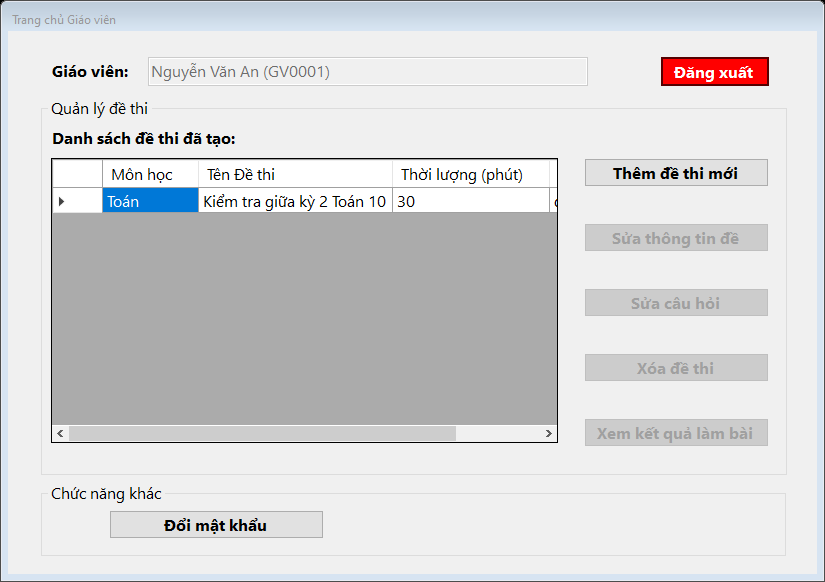 Trang chủ Giáo viên
Giáo viên: Nguyễn Văn An (GV0001) Đăng xuất
Quản lý đề thi
Danh sách đề thi đã tạo:
Môn học Tên Đề thi Thời lượng (phút)
Toán Kiểm tra giữa kỳ 2 Toán 10 30
Thêm đề thi mới
Sửa thông tin đề
Sửa câu hỏi
Xóa đề thi
Xem kết quả làm bài
Chức năng khác
Đổi mật khẩu